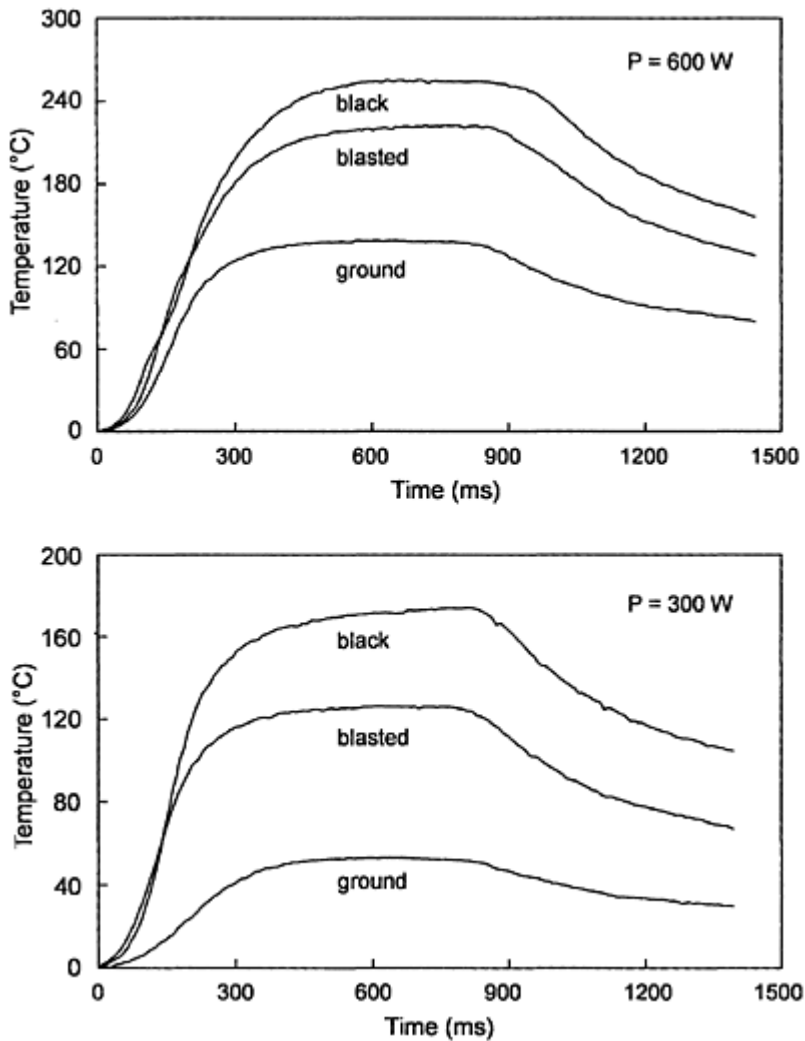 300
240
180
120
60
0
Temperature (°C)
P = 600 W
black
blasted
ground
0 300 600 900 1200 1500
Time (ms)
200
160
120
80
40
0
Temperature (°C)
P = 300 W
black
blasted
ground
0 300 600 900 1200 1500
Time (ms)